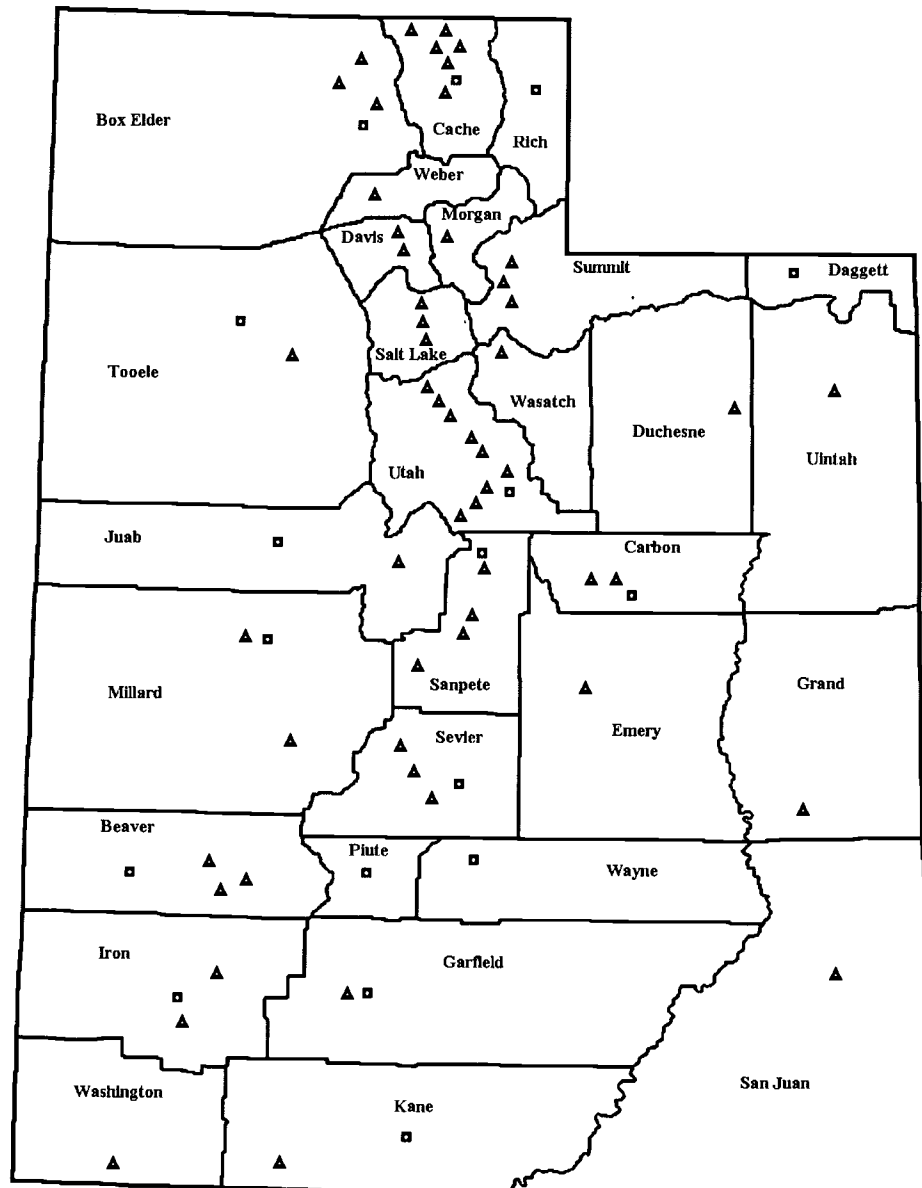 Box Elder
Cache
Rich
Weber
Morgan
Davis
Summit
Daggett
Salt Lake
Tooele
Wasatch
Duchesne
Uintah
Utah
Juab
Carbon
Millard
Sanpete
Grand
Emery
Sevier
Beaver
Piute
Wayne
Iron
Garfield
San Juan
Washington
Kane